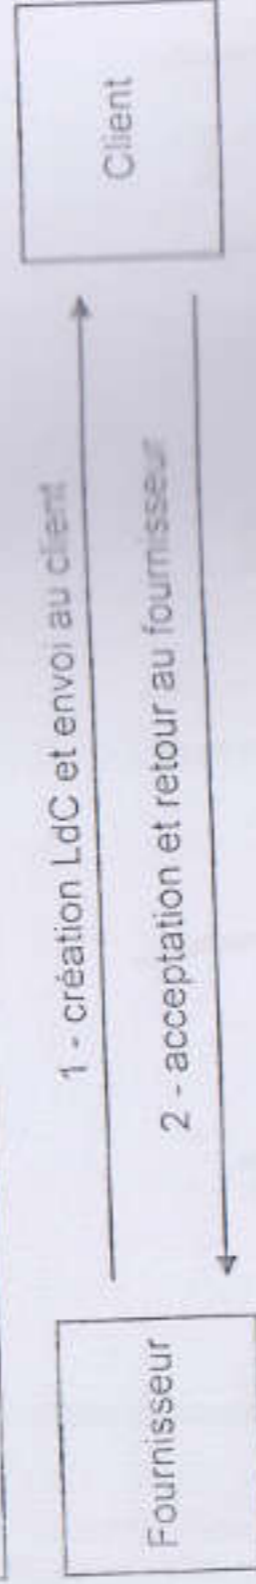 Fournisseur
1 - création LdC et envoi au client
2 - acceptation et retour au fournisseur
Client